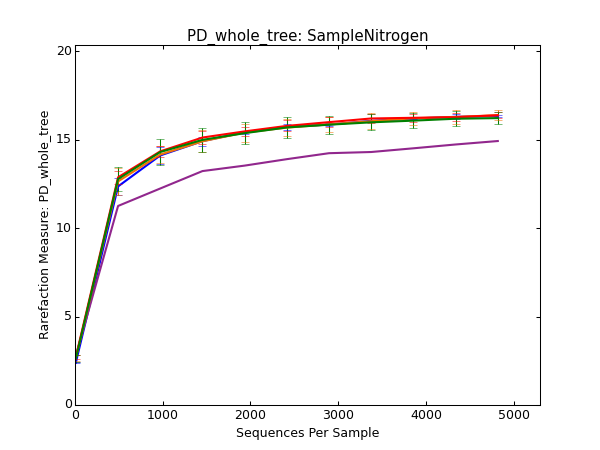 PD_whole_tree: SampleNitrogen
20
15
10
5
0
Rarefaction Measure: PD_whole_tree
0 1000 2000 3000 4000 5000
Sequences Per Sample